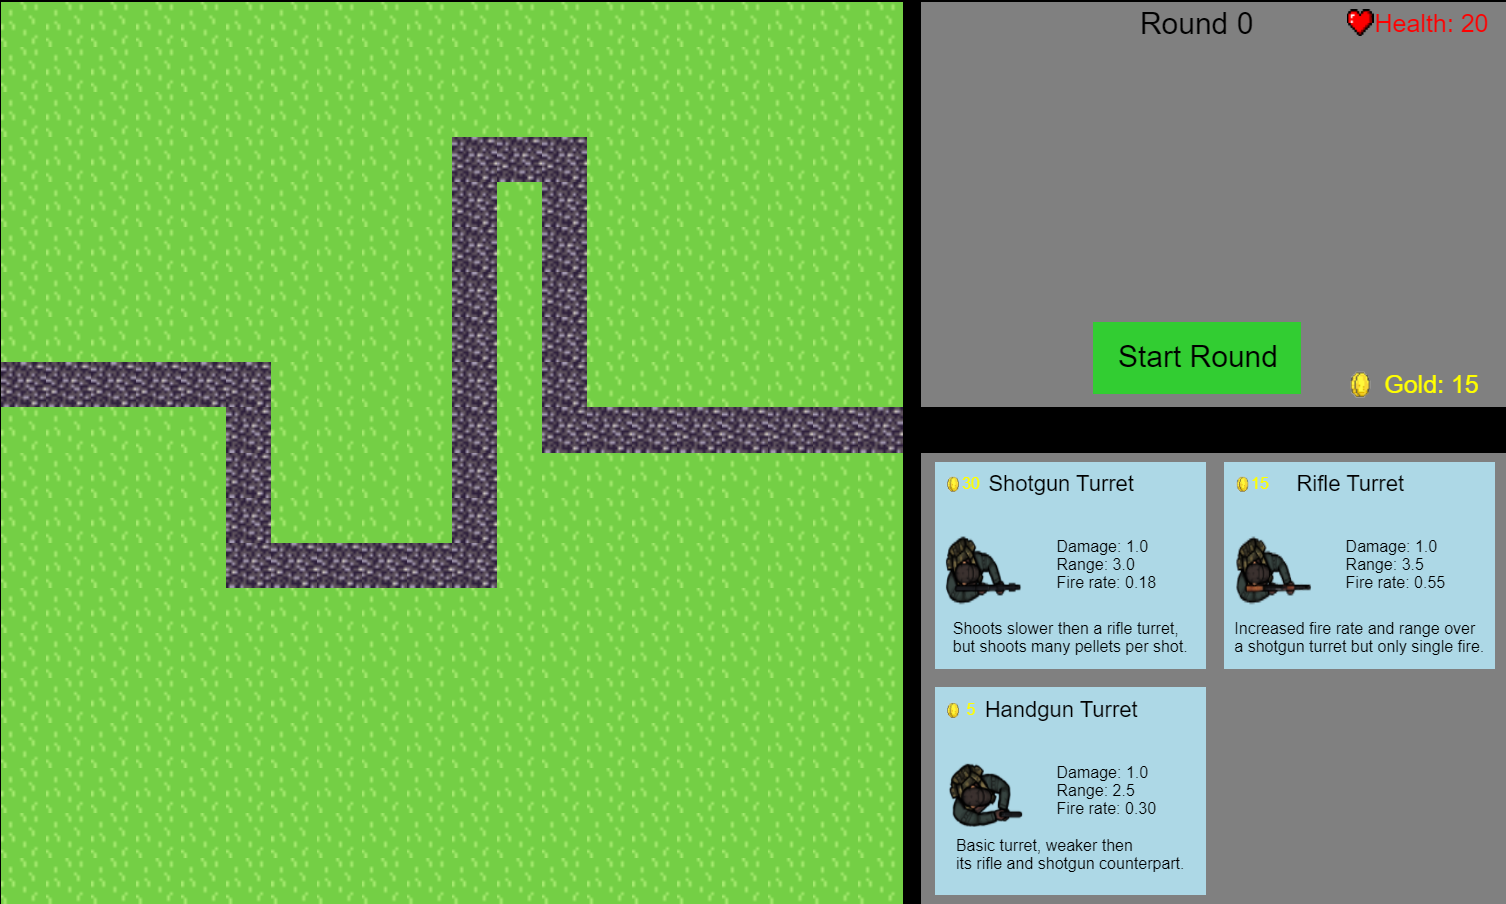 Round 0
Health: 20
Start Round
Gold: 15
30 Shotgun Turret
Damage: 1.0
Range: 3.0
Fire rate: 0.18
Shoots slower then a rifle turret,
but shoots many pellets per shot.
15 Rifle Turret
Damage: 1.0
Range: 3.5
Fire rate: 0.55
Increased fire rate and range over
a shotgun turret but only single fire.
5 Handgun Turret
Damage: 1.0
Range: 2.5
Fire rate: 0.30
Basic turret, weaker then
its rifle and shotgun counterpart.